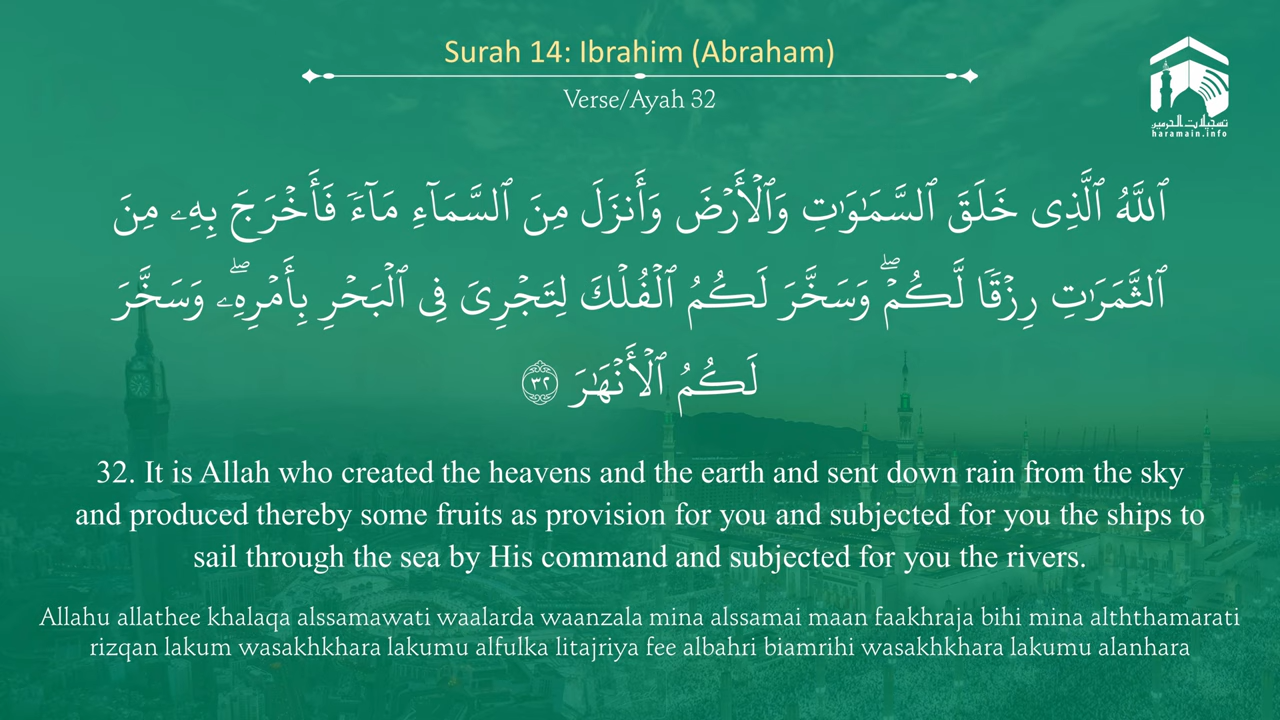 Surah 14: Ibrahim (Abraham)
Verse/Ayah 32
تسجيلات الحرمين
haramain.info
ٱللَّهُ ٱلَّذِى خَلَقَ ٱلسَّمَـٰوَٰتِ وَٱلْأَرْضَ وَأَنزَلَ مِنَ ٱلسَّمَآءِ مَآءً فَأَخْرَجَ بِهِۦ مِنَ
ٱلثَّمَرَٰتِ رِزْقًا لَّكُمْ ۖ وَسَخَّرَ لَكُمُ ٱلْفُلْكَ لِتَجْرِىَ فِى ٱلْبَحْرِ بِأَمْرِهِۦ ۖ وَسَخَّرَ
لَكُمُ ٱلْأَنْهَـٰرَ ٣٢
32. It is Allah who created the heavens and the earth and sent down rain from the sky
and produced thereby some fruits as provision for you and subjected for you the ships to
sail through the sea by His command and subjected for you the rivers.
Allahu allathee khalaqa alssamawati waalarda waanzala mina alssamai maan faakhraja bihi mina alththamarati
rizqan lakum wasakhkhara lakumu alfulka litajriya fee albahri biamrihi wasakhkhara lakumu alanhara